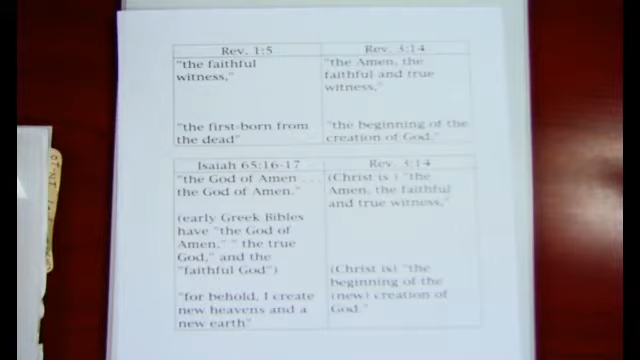 Rev. 1:5
Rev. 3:14
"the faithful
witness,"
"the Amen, the
faithful and true
witness,"
"the first-born from
the dead"
"the beginning of the
creation of God."
Isaiah 65:16-17
Rev. 3:14
"the God of Amen . . .
the God of Amen."
(Christ is ) "the
Amen, the faithful
and true witness,"
(early Greek Bibles
have "the God of
Amen," " the true
God," and the
"faithful God")
(Christ is) "the
beginning of the
(new) creation of
God."
"for behold, I create
new heavens and a
new earth"